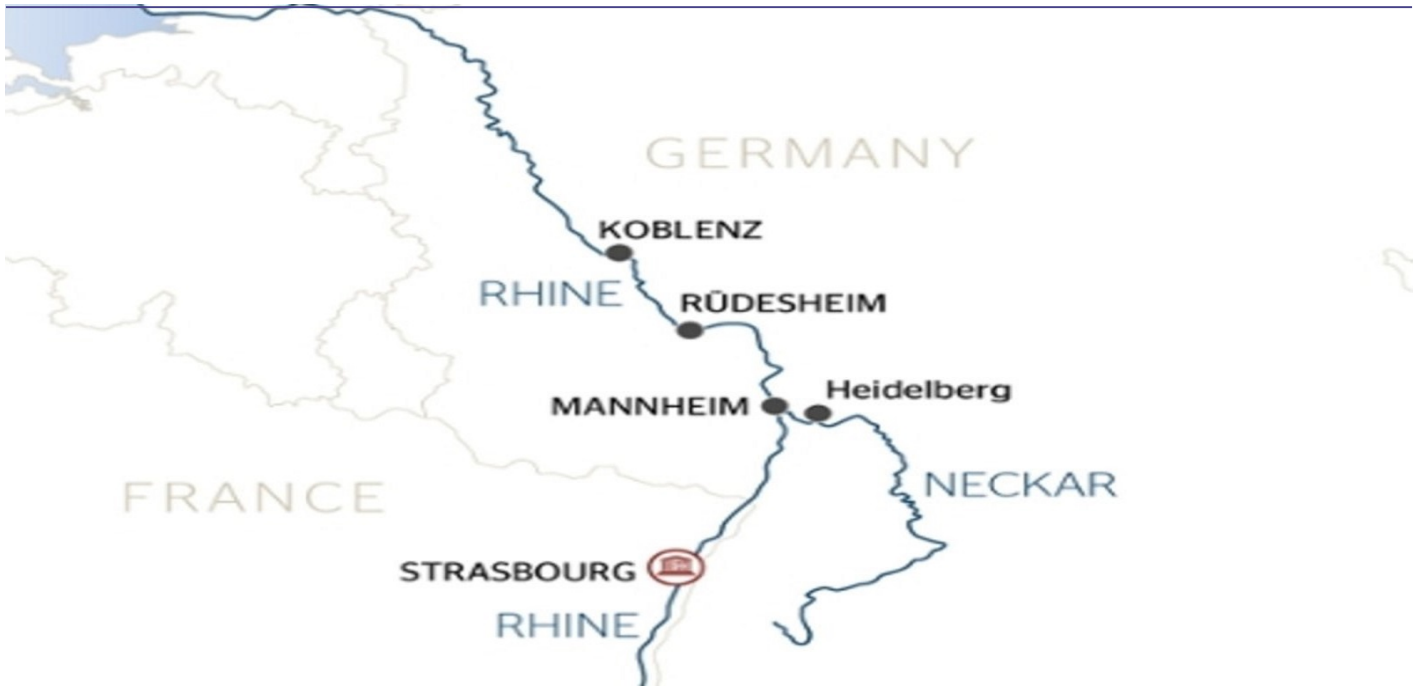 GERMANY
KOBLENZ
RHINE
RÜDESHEIM
Heidelberg
MANNHEIM
NECKAR
FRANCE
STRASBOURG
RHINE